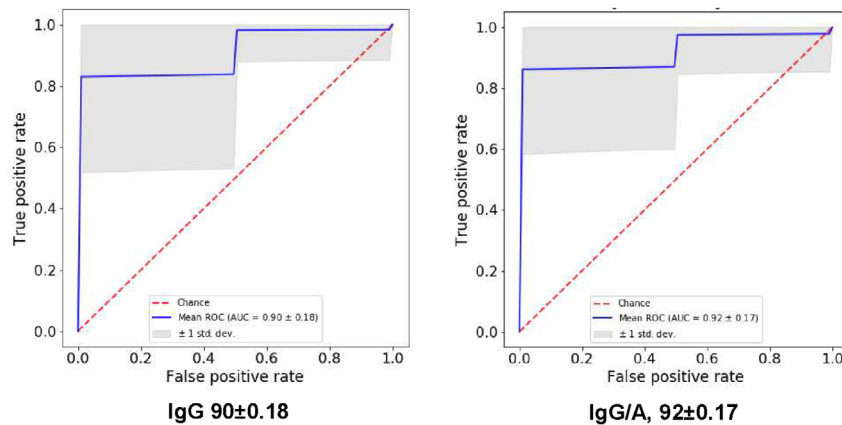 True positive rate
1.0
0.8
0.6
0.4
0.2
0.0
Chance
Mean ROC (AUC = 0.90 ± 0.18)
± 1 std. dev.
0.0 0.2 0.4 0.6 0.8 1.0
False positive rate
IgG 90±0.18
True positive rate
1.0
0.8
0.6
0.4
0.2
0.0
Chance
Mean ROC (AUC = 0.92 ± 0.17)
± 1 std. dev.
0.0 0.2 0.4 0.6 0.8 1.0
False positive rate
IgG/A, 92±0.17